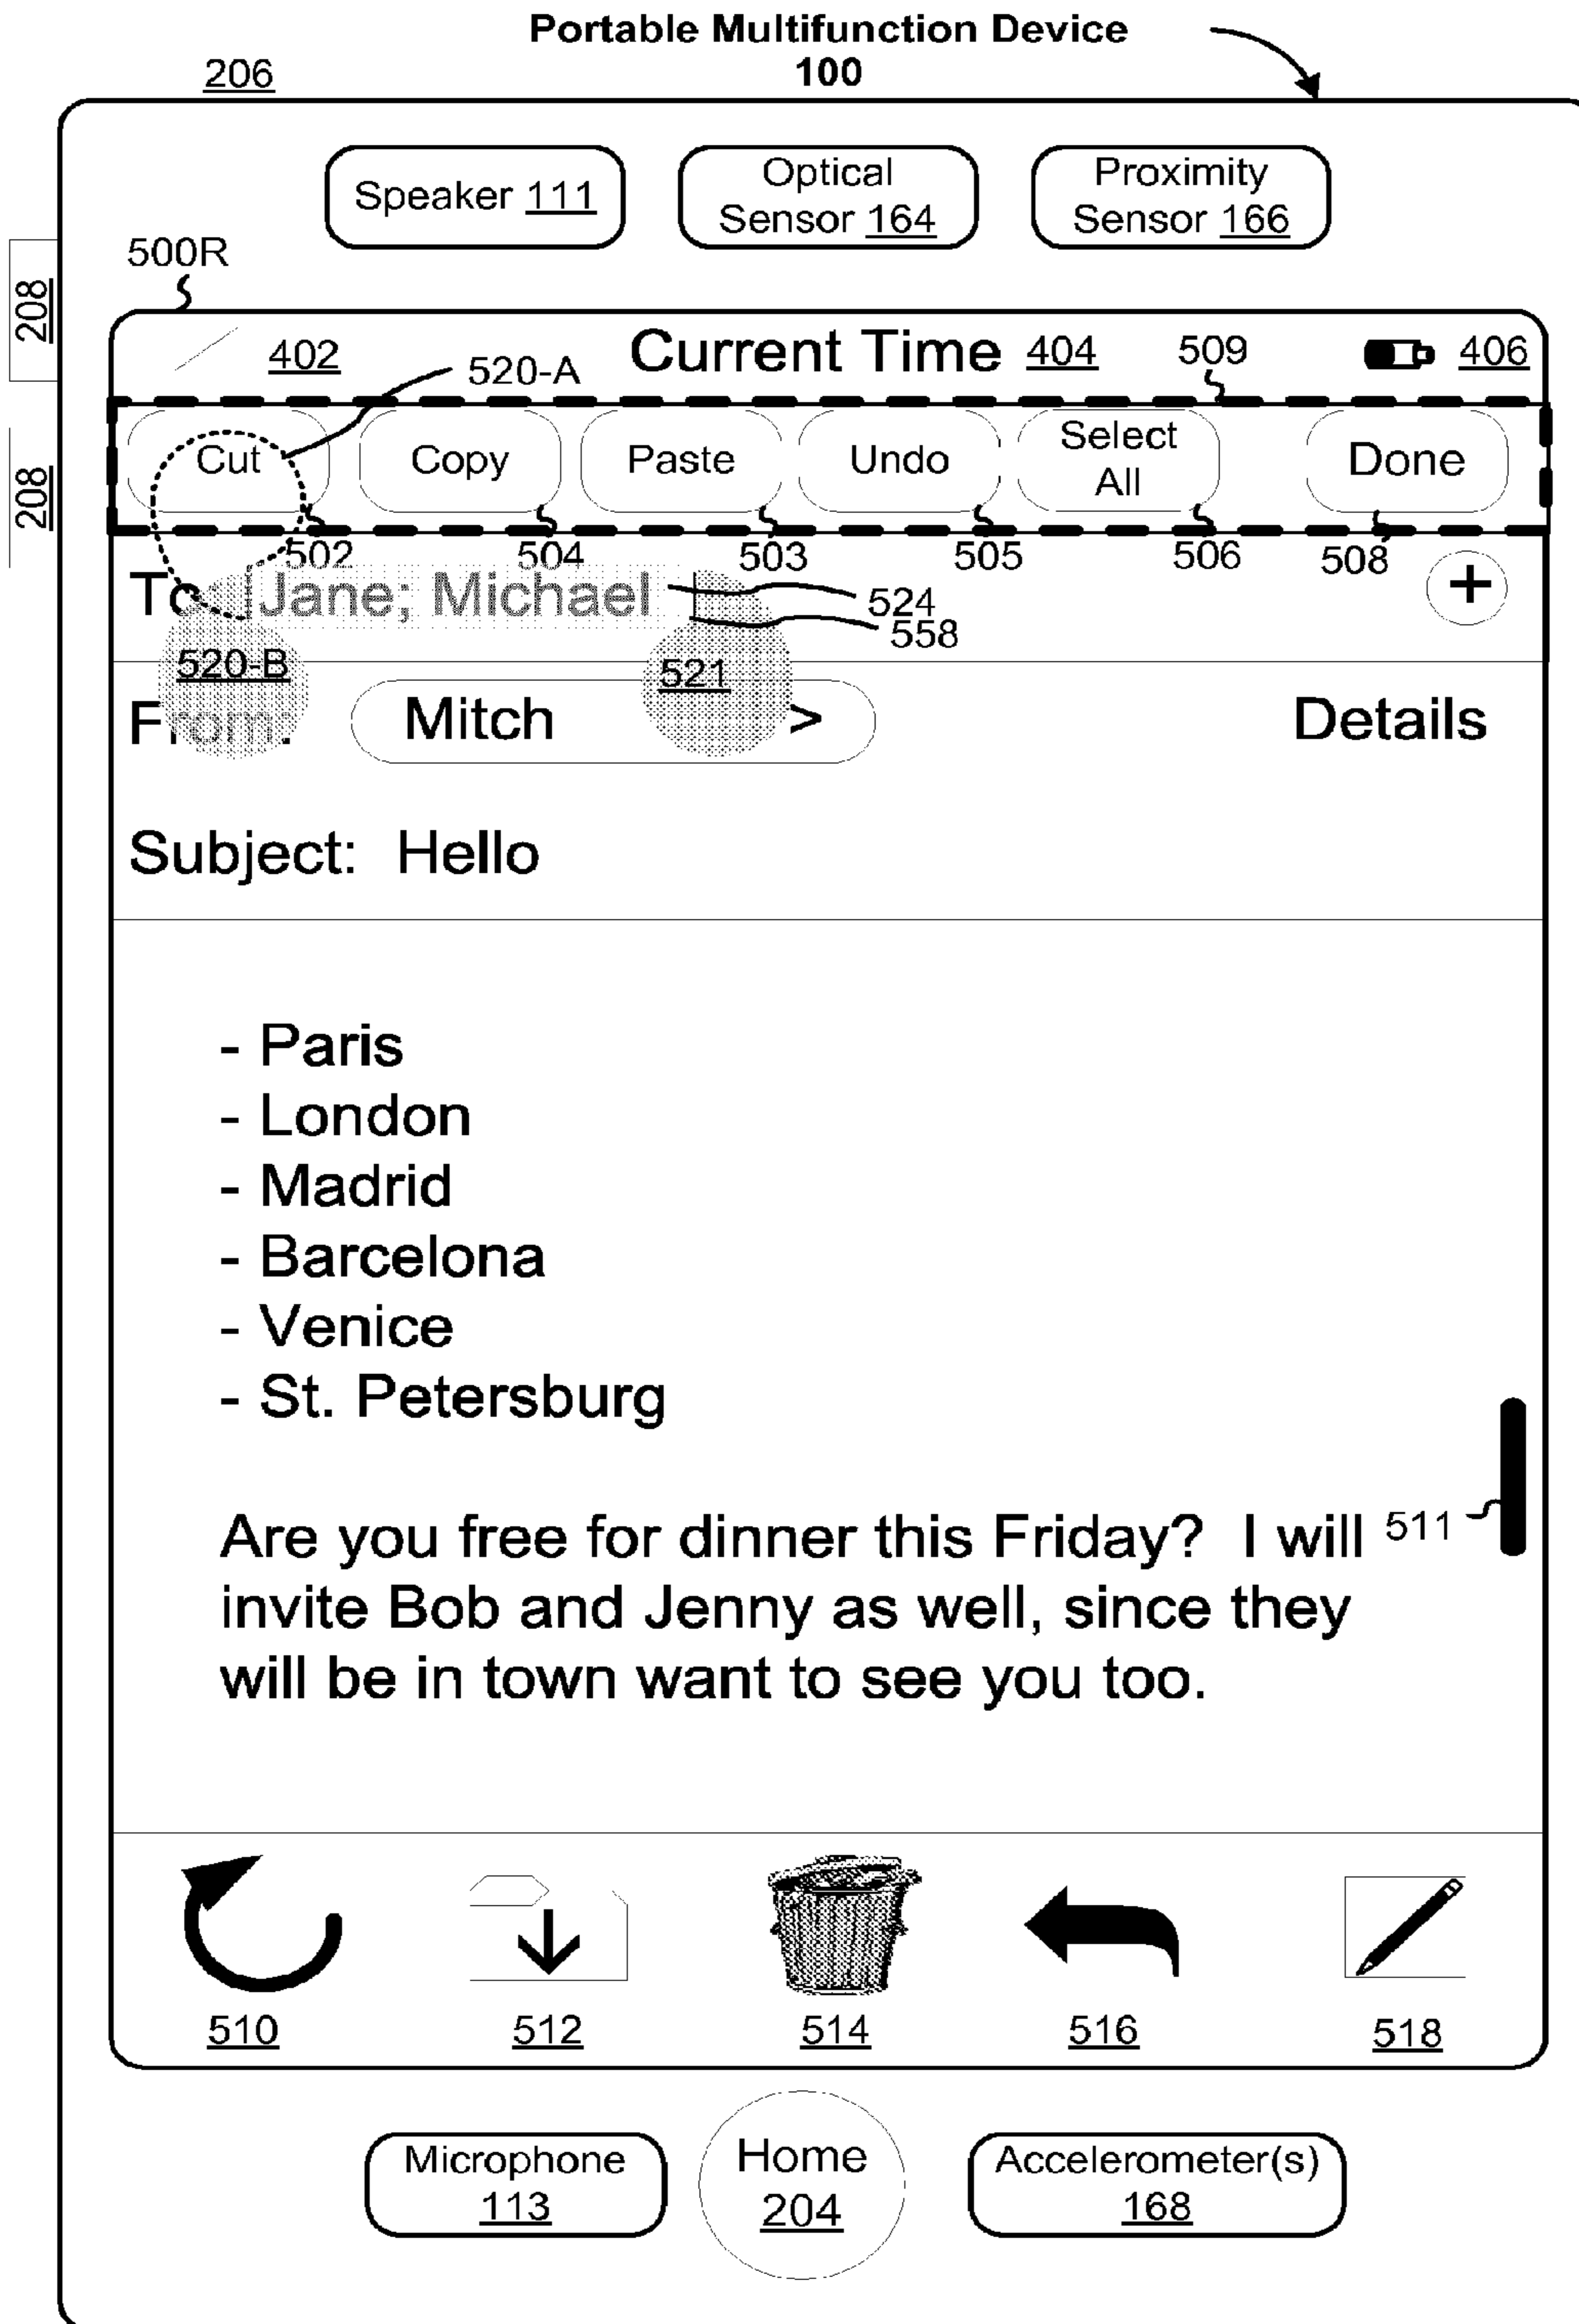 Portable Multifunction Device
100
206
Speaker 111
Optical
Sensor 164
Proximity
Sensor 166
500R
208
208
402
Current Time 404
509
406
520-A
Cut
Copy
Paste
Undo
Select
All
Done
502
504
503
505
506
508
To
Jane; Michael
524
558
+
520-B
521
From:
Mitch
>
Details
Subject: Hello
- Paris
- London
- Madrid
- Barcelona
- Venice
- St. Petersburg
Are you free for dinner this Friday? I will
511
invite Bob and Jenny as well, since they
will be in town want to see you too.
510
512
514
516
518
Microphone
113
Home
204
Accelerometer(s)
168